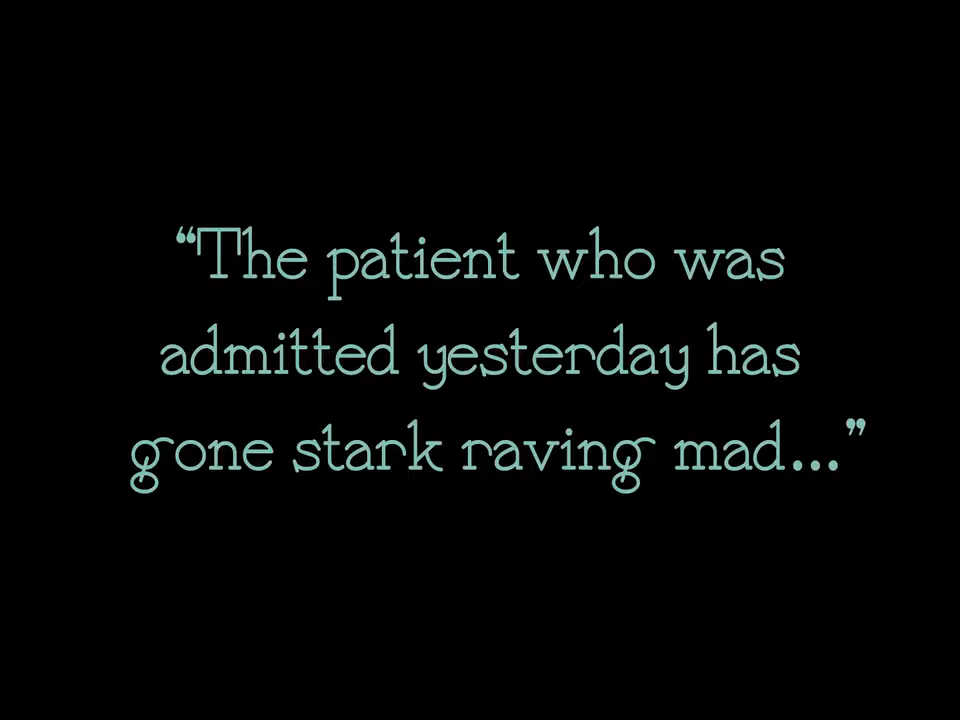 “The patient who was
admitted yesterday has
gone stark raving mad...”